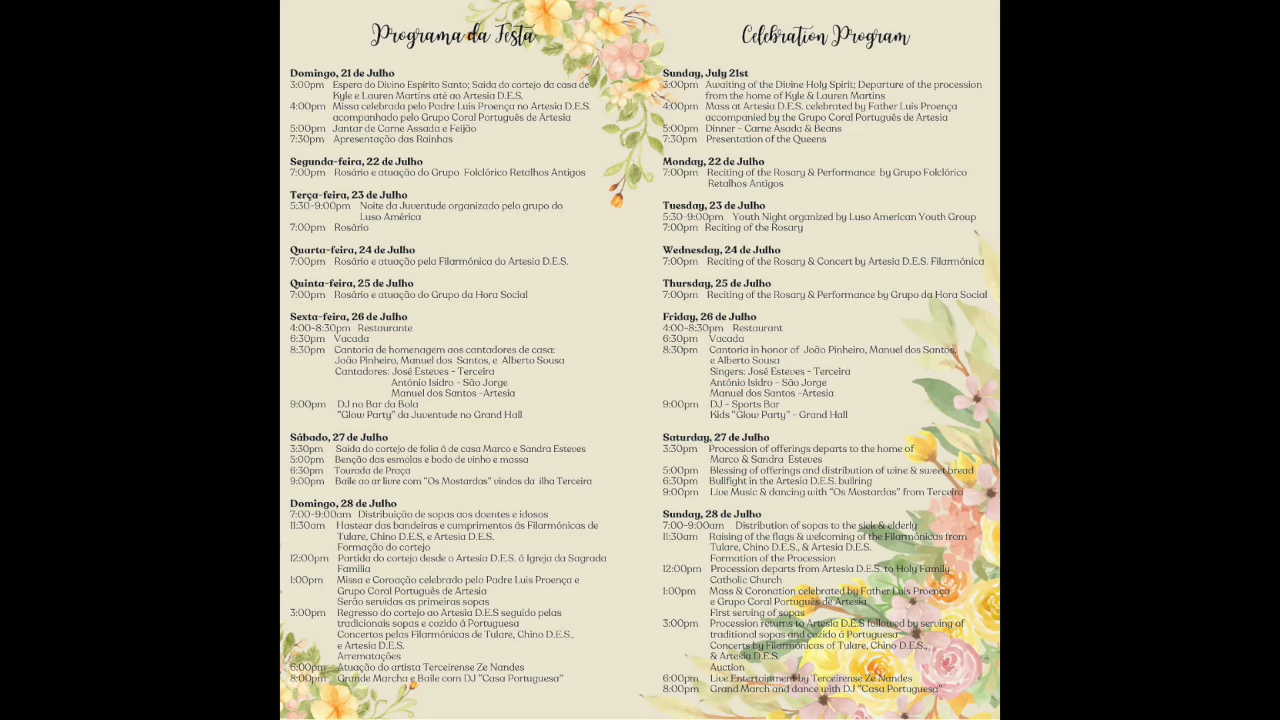 Programa da Festa
Domingo, 21 de Julho
3:00pm Espera do Divino Espírito Santo; Saida do cortejo da casa de
Kyle e Lauren Martins até ao Artesia D.E.S.
4:00pm Missa celebrada pelo Padre Luis Proença no Artesia D.E.S.
acompanhado pelo Grupo Coral Português de Artesia
5:00pm Jantar de Carne Assada e Feijão
7:30pm Apresentação das Rainhas
Segunda-feira, 22 de Julho
7:00pm Rosário e atuação do Grupo Folclórico Retalhos Antigos
Terça-feira, 23 de Julho
5:30-9:00pm Noite da Juventude organizado pelo grupo do
Luso América
7:00pm Rosário
Quarta-feira, 24 de Julho
7:00pm Rosário e atuação pela Filarmónica do Artesia D.E.S.
Quinta-feira, 25 de Julho
7:00pm Rosário e atuação do Grupo da Hora Social
Sexta-feira, 26 de Julho
4:00-8:30pm Restaurante
6:30pm Vacada
8:30pm Cantoria de homenagem aos cantadores de casa:
João Pinheiro, Manuel dos Santos, e Alberto Sousa
Cantadores: José Esteves - Terceira
António Isidro - São Jorge
Manuel dos Santos -Artesia
9:00pm DJ no Bar da Bola
"Glow Party" da Juventude no Grand Hall
Sábado, 27 de Julho
3:30pm Saida do cortejo de folia á de casa Marco e Sandra Esteves
5:00pm Benção das esmolas e bodo de vinho e massa
6:30pm Tourada de Praça
9:00pm Baile ao ar livre com "Os Mostardas" vindos da ilha Terceira
Domingo, 28 de Julho
7:00-9:00am Distribuição de sopas aos doentes e idosos
11:30am Hastear das bandeiras e cumprimentos ás Filarmónicas de
Tulare, Chino D.E.S, e Artesia D.E.S.
Formação do cortejo
12:00pm Partida do cortejo desde o Artesia D.E.S. á Igreja da Sagrada
Familia
1:00pm Missa e Coroação celebrado pelo Padre Luis Proença e
Grupo Coral Português de Artesia
Serão servidas as primeiras sopas
3:00pm Regresso do cortejo ao Artesia D.E.S seguido pelas
tradicionais sopas e cozido á Portuguesa
Concertos pelas Filarmónicas de Tulare, Chino D.E.S.,
e Artesia D.E.S.
Arrematações
6:00pm Atuação do artista Terceirense Ze Nandes
8:00pm Grande Marcha e Baile com DJ "Casa Portuguesa"
Celebration Program
Sunday, July 21st
3:00pm Awaiting of the Divine Holy Spirit; Departure of the procession
from the home of Kyle & Lauren Martins
4:00pm Mass at Artesia D.E.S. celebrated by Father Luis Proença
accompanied by the Grupo Coral Português de Artesia
5:00pm Dinner - Carne Asada & Beans
7:30pm Presentation of the Queens
Monday, 22 de Julho
7:00pm Reciting of the Rosary & Performance by Grupo Folclórico
Retalhos Antigos
Tuesday, 23 de Julho
5:30-9:00pm Youth Night organized by Luso American Youth Group
7:00pm Reciting of the Rosary
Wednesday, 24 de Julho
7:00pm Reciting of the Rosary & Concert by Artesia D.E.S. Filarmónica
Thursday, 25 de Julho
7:00pm Reciting of the Rosary & Performance by Grupo da Hora Social
Friday, 26 de Julho
4:00-8:30pm Restaurant
6:30pm Vacada
8:30pm Cantoria in honor of João Pinheiro, Manuel dos Santos,
e Alberto Sousa
Singers: José Esteves - Terceira
António Isidro - São Jorge
Manuel dos Santos -Artesia
9:00pm DJ - Sports Bar
Kids "Glow Party" - Grand Hall
Saturday, 27 de Julho
3:30pm Procession of offerings departs to the home of
Marco & Sandra Esteves
5:00pm Blessing of offerings and distribution of wine & sweet bread
6:30pm Bullfight in the Artesia D.E.S. bullring
9:00pm Live Music & dancing with "Os Mostardas" from Terceira
Sunday, 28 de Julho
7:00-9:00am Distribution of sopas to the sick & elderly
11:30am Raising of the flags & welcoming of the Filarmónicas from
Tulare, Chino D.E.S., & Artesia D.E.S.
Formation of the Procession
12:00pm Procession departs from Artesia D.E.S. to Holy Family
Catholic Church
1:00pm Mass & Coronation celebrated by Father Luis Proença
e Grupo Coral Português de Artesia
First serving of sopas
3:00pm Procession returns to Artesia D.E.S followed by serving of
traditional sopas and cozido á Portuguesa
Concerts by Filarmónicas of Tulare, Chino D.E.S.,
& Artesia D.E.S.
Auction
6:00pm Live Entertainment by Terceirense Ze Nandes
8:00pm Grand March and dance with DJ "Casa Portuguesa"